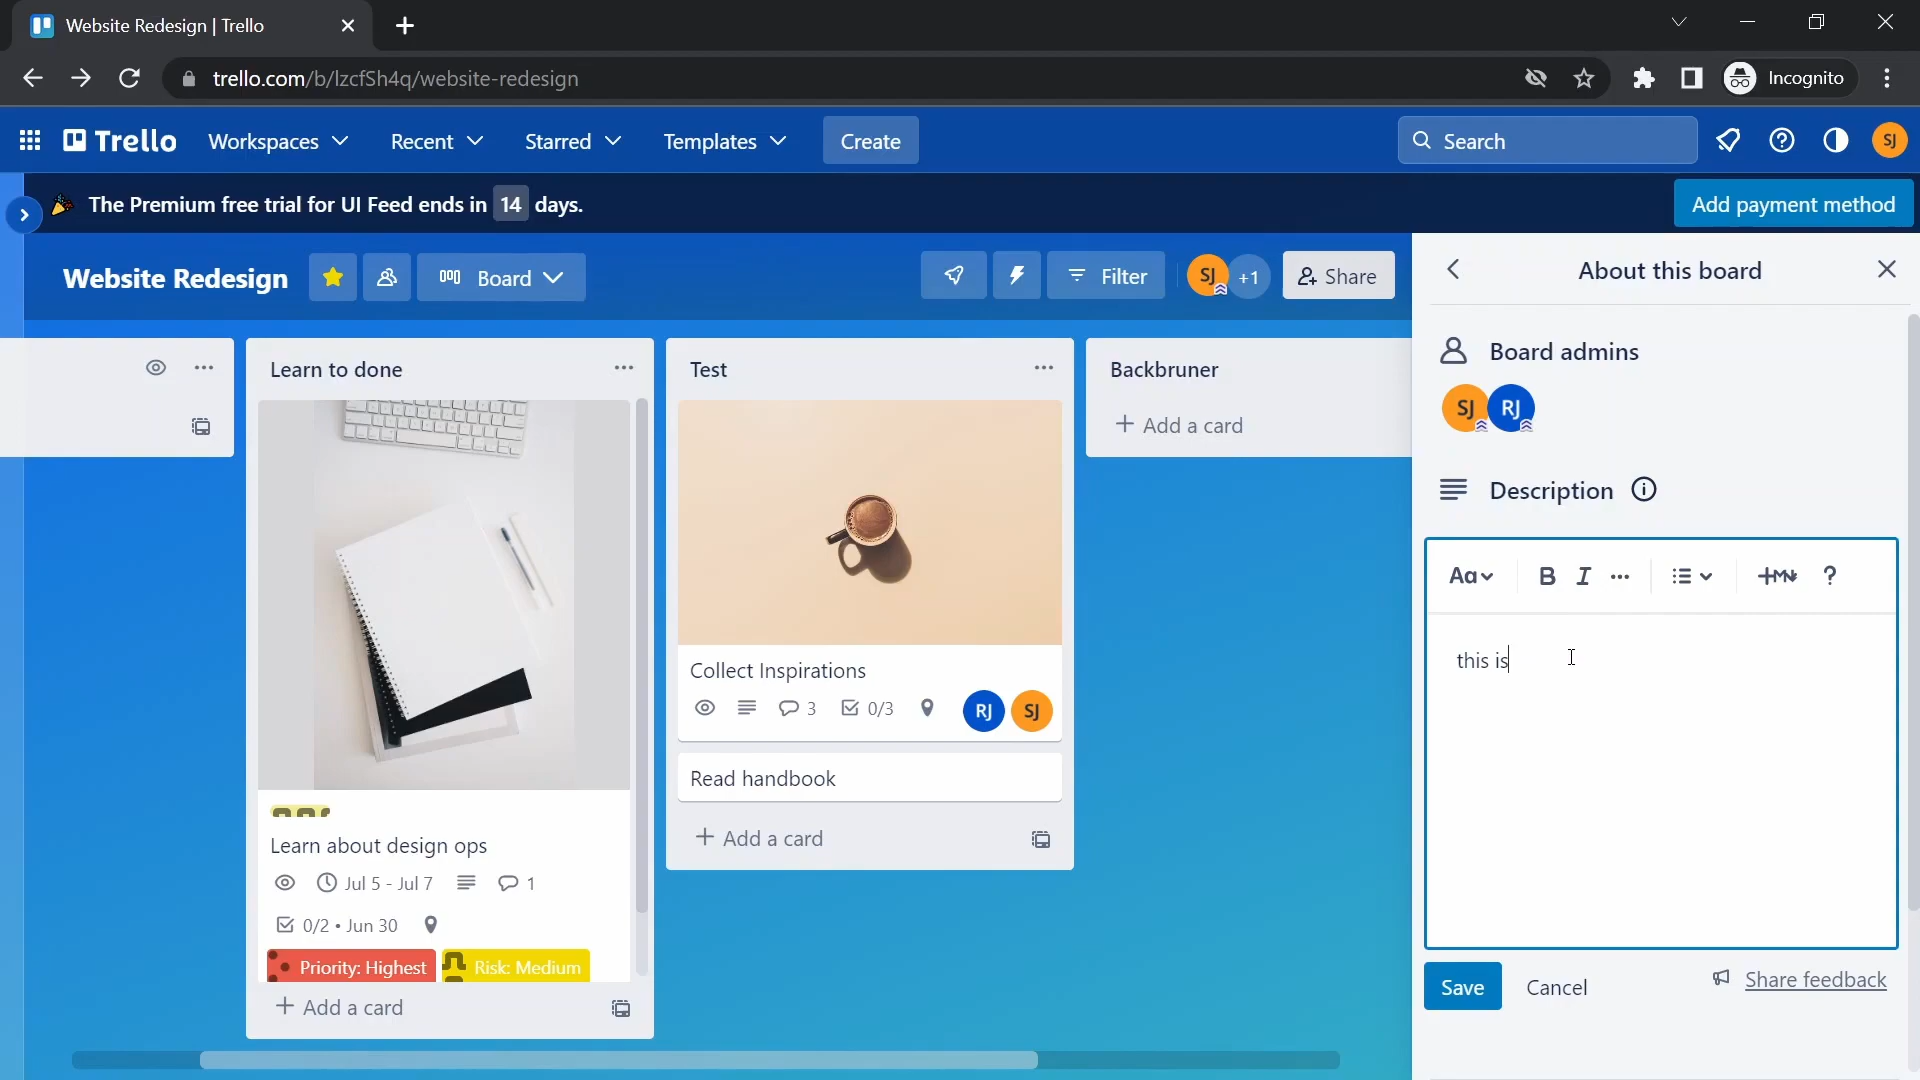 Website Redesign | Trello
trello.com/b/lzcfSh4q/website-redesign
Incognito
Trello
Workspaces
Recent
Starred
Templates
Create
Search
SJ
The Premium free trial for UI Feed ends in 14 days.
Add payment method
Website Redesign
Board
Filter
SJ
+1
Share
About this board
Board admins
SJ
RJ
Description
Aa
B I
M
?
this is
Save
Cancel
Share feedback
Learn to done
Learn about design ops
Jul 5 - Jul 7
1
0/2 • Jun 30
Priority: Highest
Risk: Medium
+ Add a card
Test
Collect Inspirations
3
0/3
RJ
SJ
Read handbook
+ Add a card
Backbruner
+ Add a card